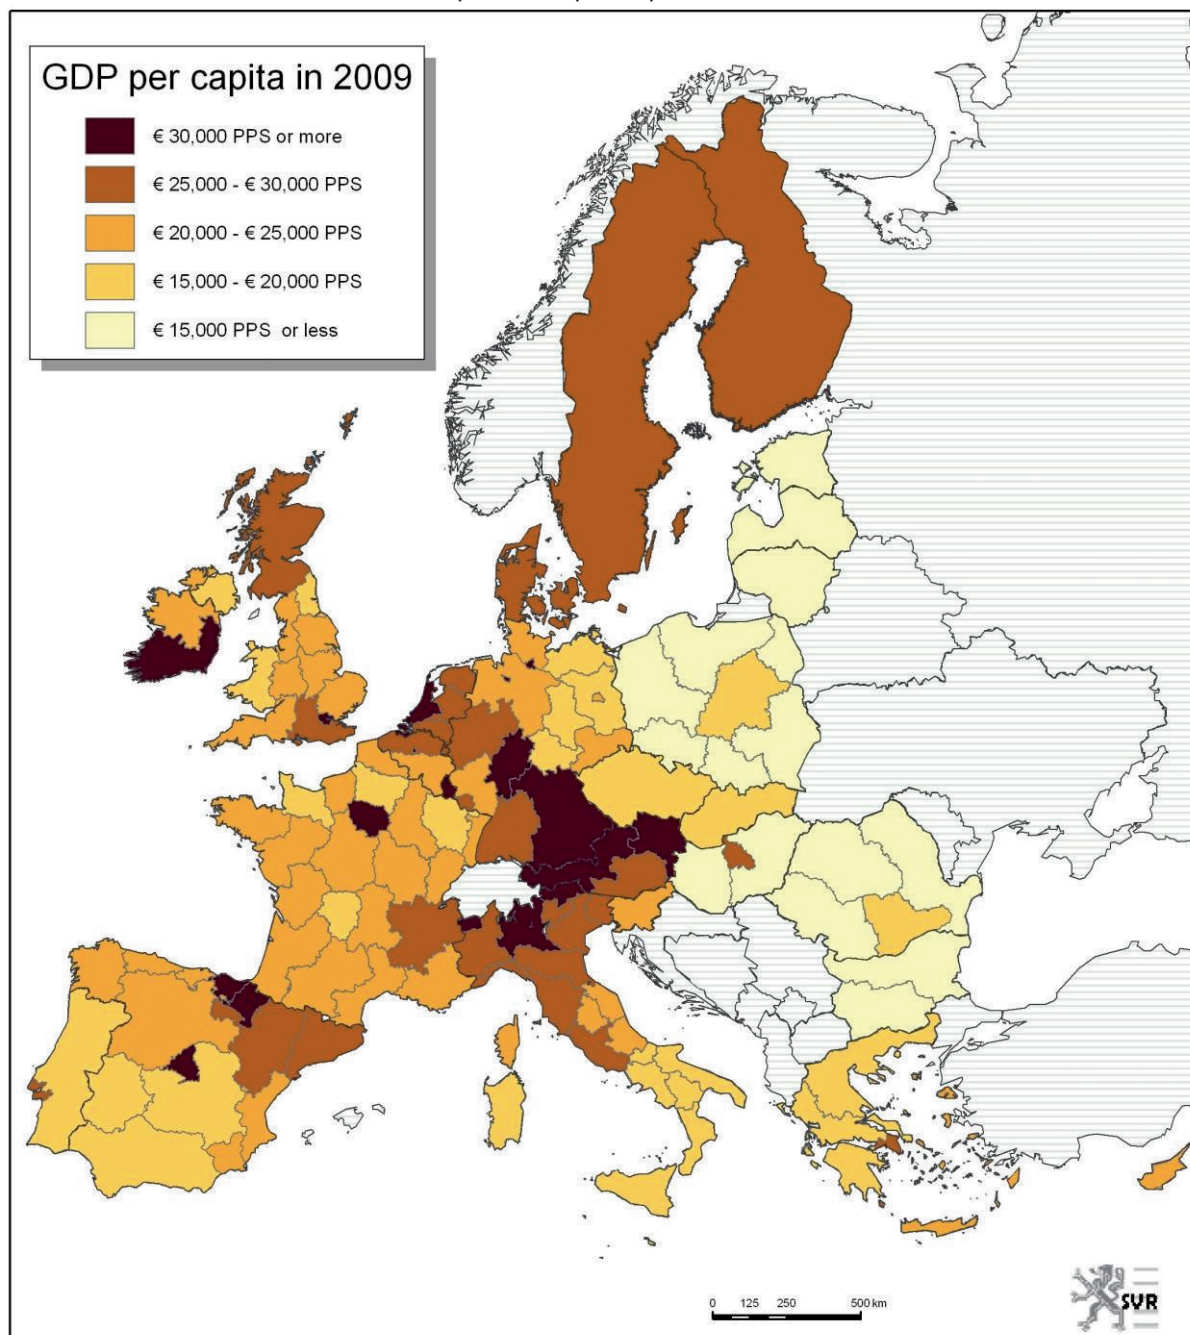 GDP per capita in 2009
€ 30,000 PPS or more
€ 25,000 - € 30,000 PPS
€ 20,000 - € 25,000 PPS
€ 15,000 - € 20,000 PPS
€ 15,000 PPS or less
0 125 250 500 km
SVR